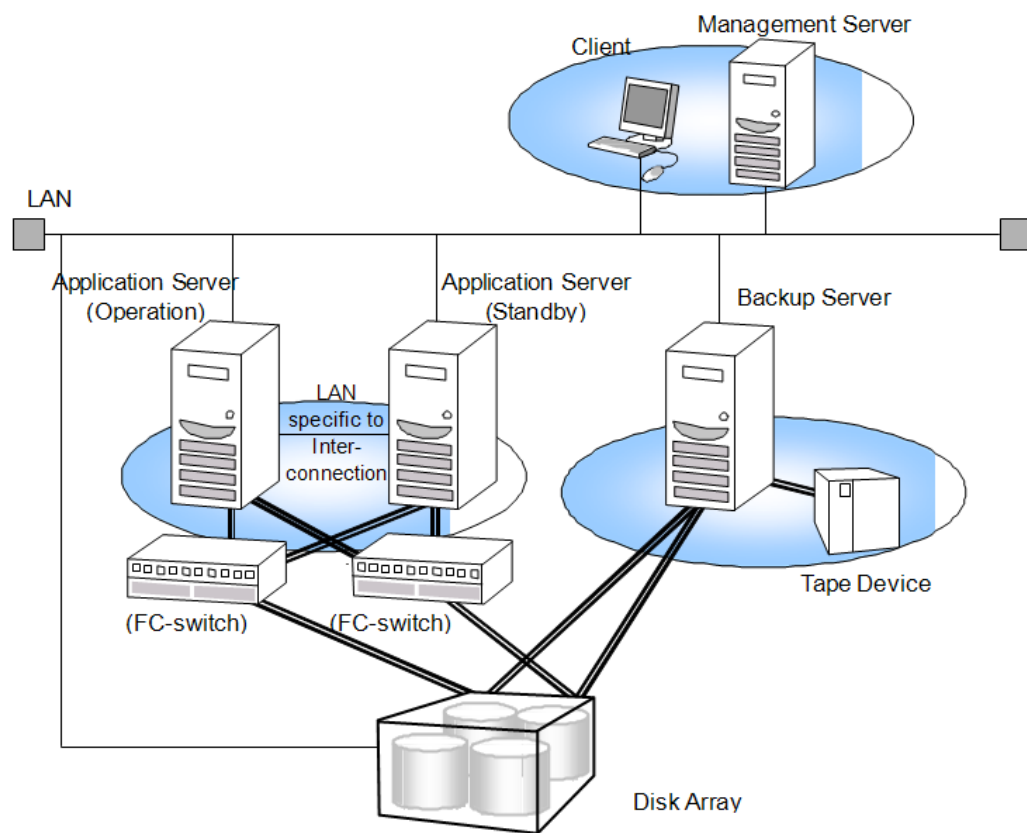 Management Server
Client
LAN
Application Server
(Operation)
Application Server
(Standby)
Backup Server
LAN
specific to
Inter-
connection
Tape Device
(FC-switch)
(FC-switch)
Disk Array